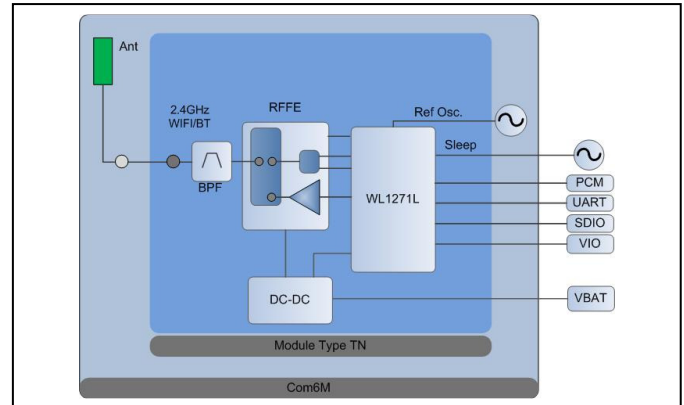 Ant
2.4GHz
WIFI/BT
BPF
RFFE
Ref Osc.
Sleep
WL1271L
PCM
UART
SDIO
VIO
DC-DC
VBAT
Module Type TN
Com6M